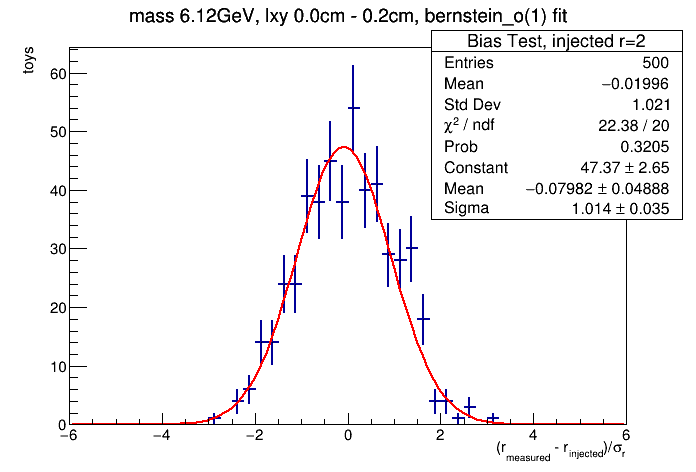 mass 6.12GeV, lxy 0.0cm - 0.2cm, bernstein_o(1) fit
toys
Bias Test, injected r=2
Entries 500
Mean −0.01996
Std Dev 1.021
χ² / ndf 22.38 / 20
Prob 0.3205
Constant 47.37 ± 2.65
Mean −0.07982 ± 0.04888
Sigma 1.014 ± 0.035
60
50
40
30
20
10
0
−6 −4 −2 0 2 4 6
(r_measured - r_injected)/σ_r